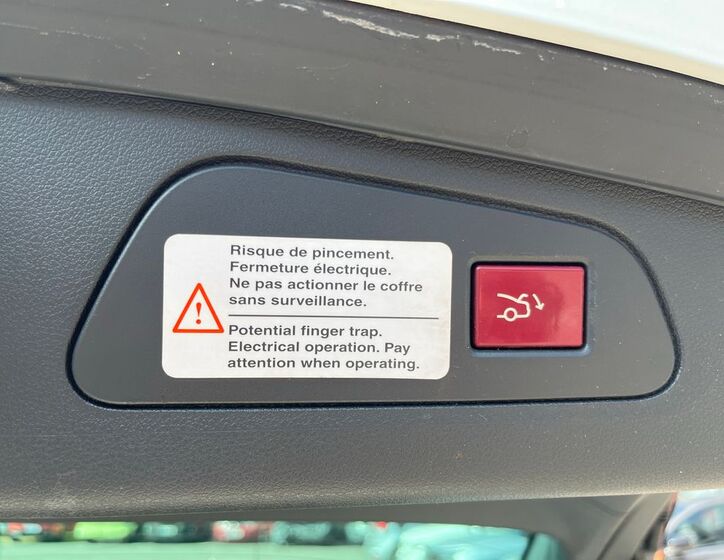 Risque de pincement.
Fermeture électrique.
Ne pas actionner le coffre
sans surveillance.
Potential finger trap.
Electrical operation. Pay
attention when operating.